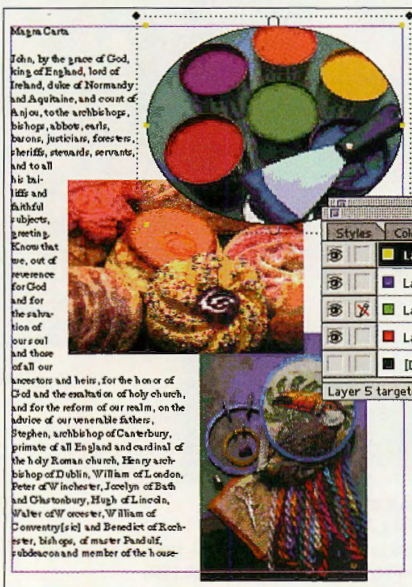 Magna Carta
John, by the grace of God,
king of England, lord of
Ireland, duke of Normandy
and Aquitaine, and count of
Anjou, to the archbishops,
bishops, abbots, earls,
barons, justiciars, foresters,
sheriffs, stewards, servants,
and to all
his bai-
liffs and
faithful
subjects,
greeting.
Know that
we, out of
reverence
for God
and for
the salva-
tion of
our soul
and those
of all our
ancestors and heirs, for the honor of
God and the exaltation of holy church,
and for the reform of our realm, on the
advice of our venerable fathers,
Stephen, archbishop of Canterbury,
primate of all England and cardinal of
the holy Roman church, Henry arch-
bishop of Dublin, William of London,
Peter of Winchester, Jocelyn of Bath
and Glastonbury, Hugh of Lincoln,
Walter of Worcester, William of
Conventry[sic] and Benedict of Roch-
ester, bishops, of master Pandulf,
subdeacon and member of the house-
Styles Col
La
La
La
La
[D
Layer 5 target